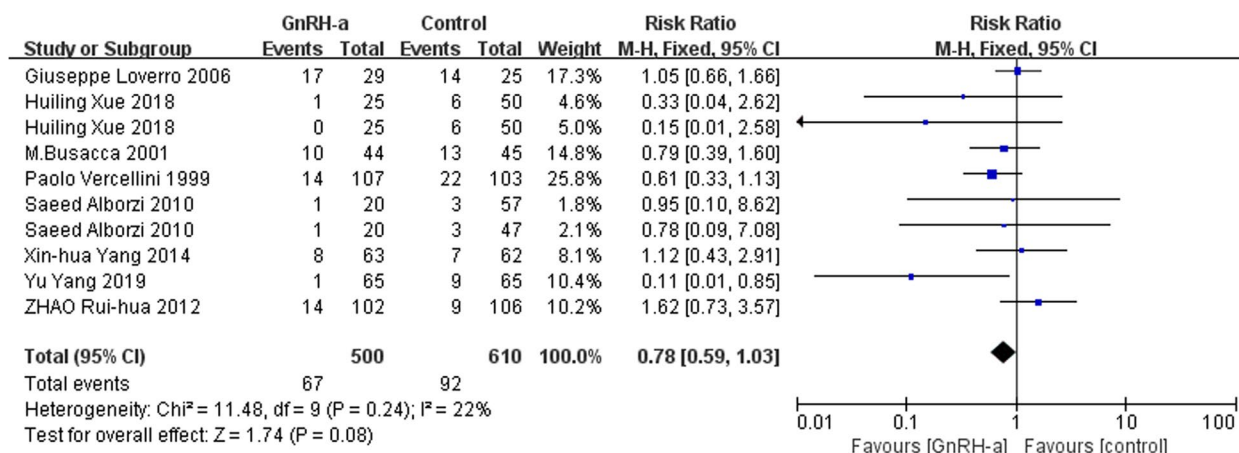 GnRH-a Control Risk Ratio Risk Ratio
Study or Subgroup Events Total Events Total Weight M-H, Fixed, 95% CI M-H, Fixed, 95% CI
Giuseppe Loverro 2006 17 29 14 25 17.3% 1.05 [0.66, 1.66]
Huiling Xue 2018 1 25 6 50 4.6% 0.33 [0.04, 2.62]
Huiling Xue 2018 0 25 6 50 5.0% 0.15 [0.01, 2.58]
M.Busacca 2001 10 44 13 45 14.8% 0.79 [0.39, 1.60]
Paolo Vercellini 1999 14 107 22 103 25.8% 0.61 [0.33, 1.13]
Saeed Alborzi 2010 1 20 3 57 1.8% 0.95 [0.10, 8.62]
Saeed Alborzi 2010 1 20 3 47 2.1% 0.78 [0.09, 7.08]
Xin-hua Yang 2014 8 63 7 62 8.1% 1.12 [0.43, 2.91]
Yu Yang 2019 1 65 9 65 10.4% 0.11 [0.01, 0.85]
ZHAO Rui-hua 2012 14 102 9 106 10.2% 1.62 [0.73, 3.57]
Total (95% CI) 500 610 100.0% 0.78 [0.59, 1.03]
Total events 67 92
Heterogeneity: Chi² = 11.48, df = 9 (P = 0.24); I² = 22%
Test for overall effect: Z = 1.74 (P = 0.08)
0.01 0.1 1 10 100
Favours [GnRH-a] Favours [control]